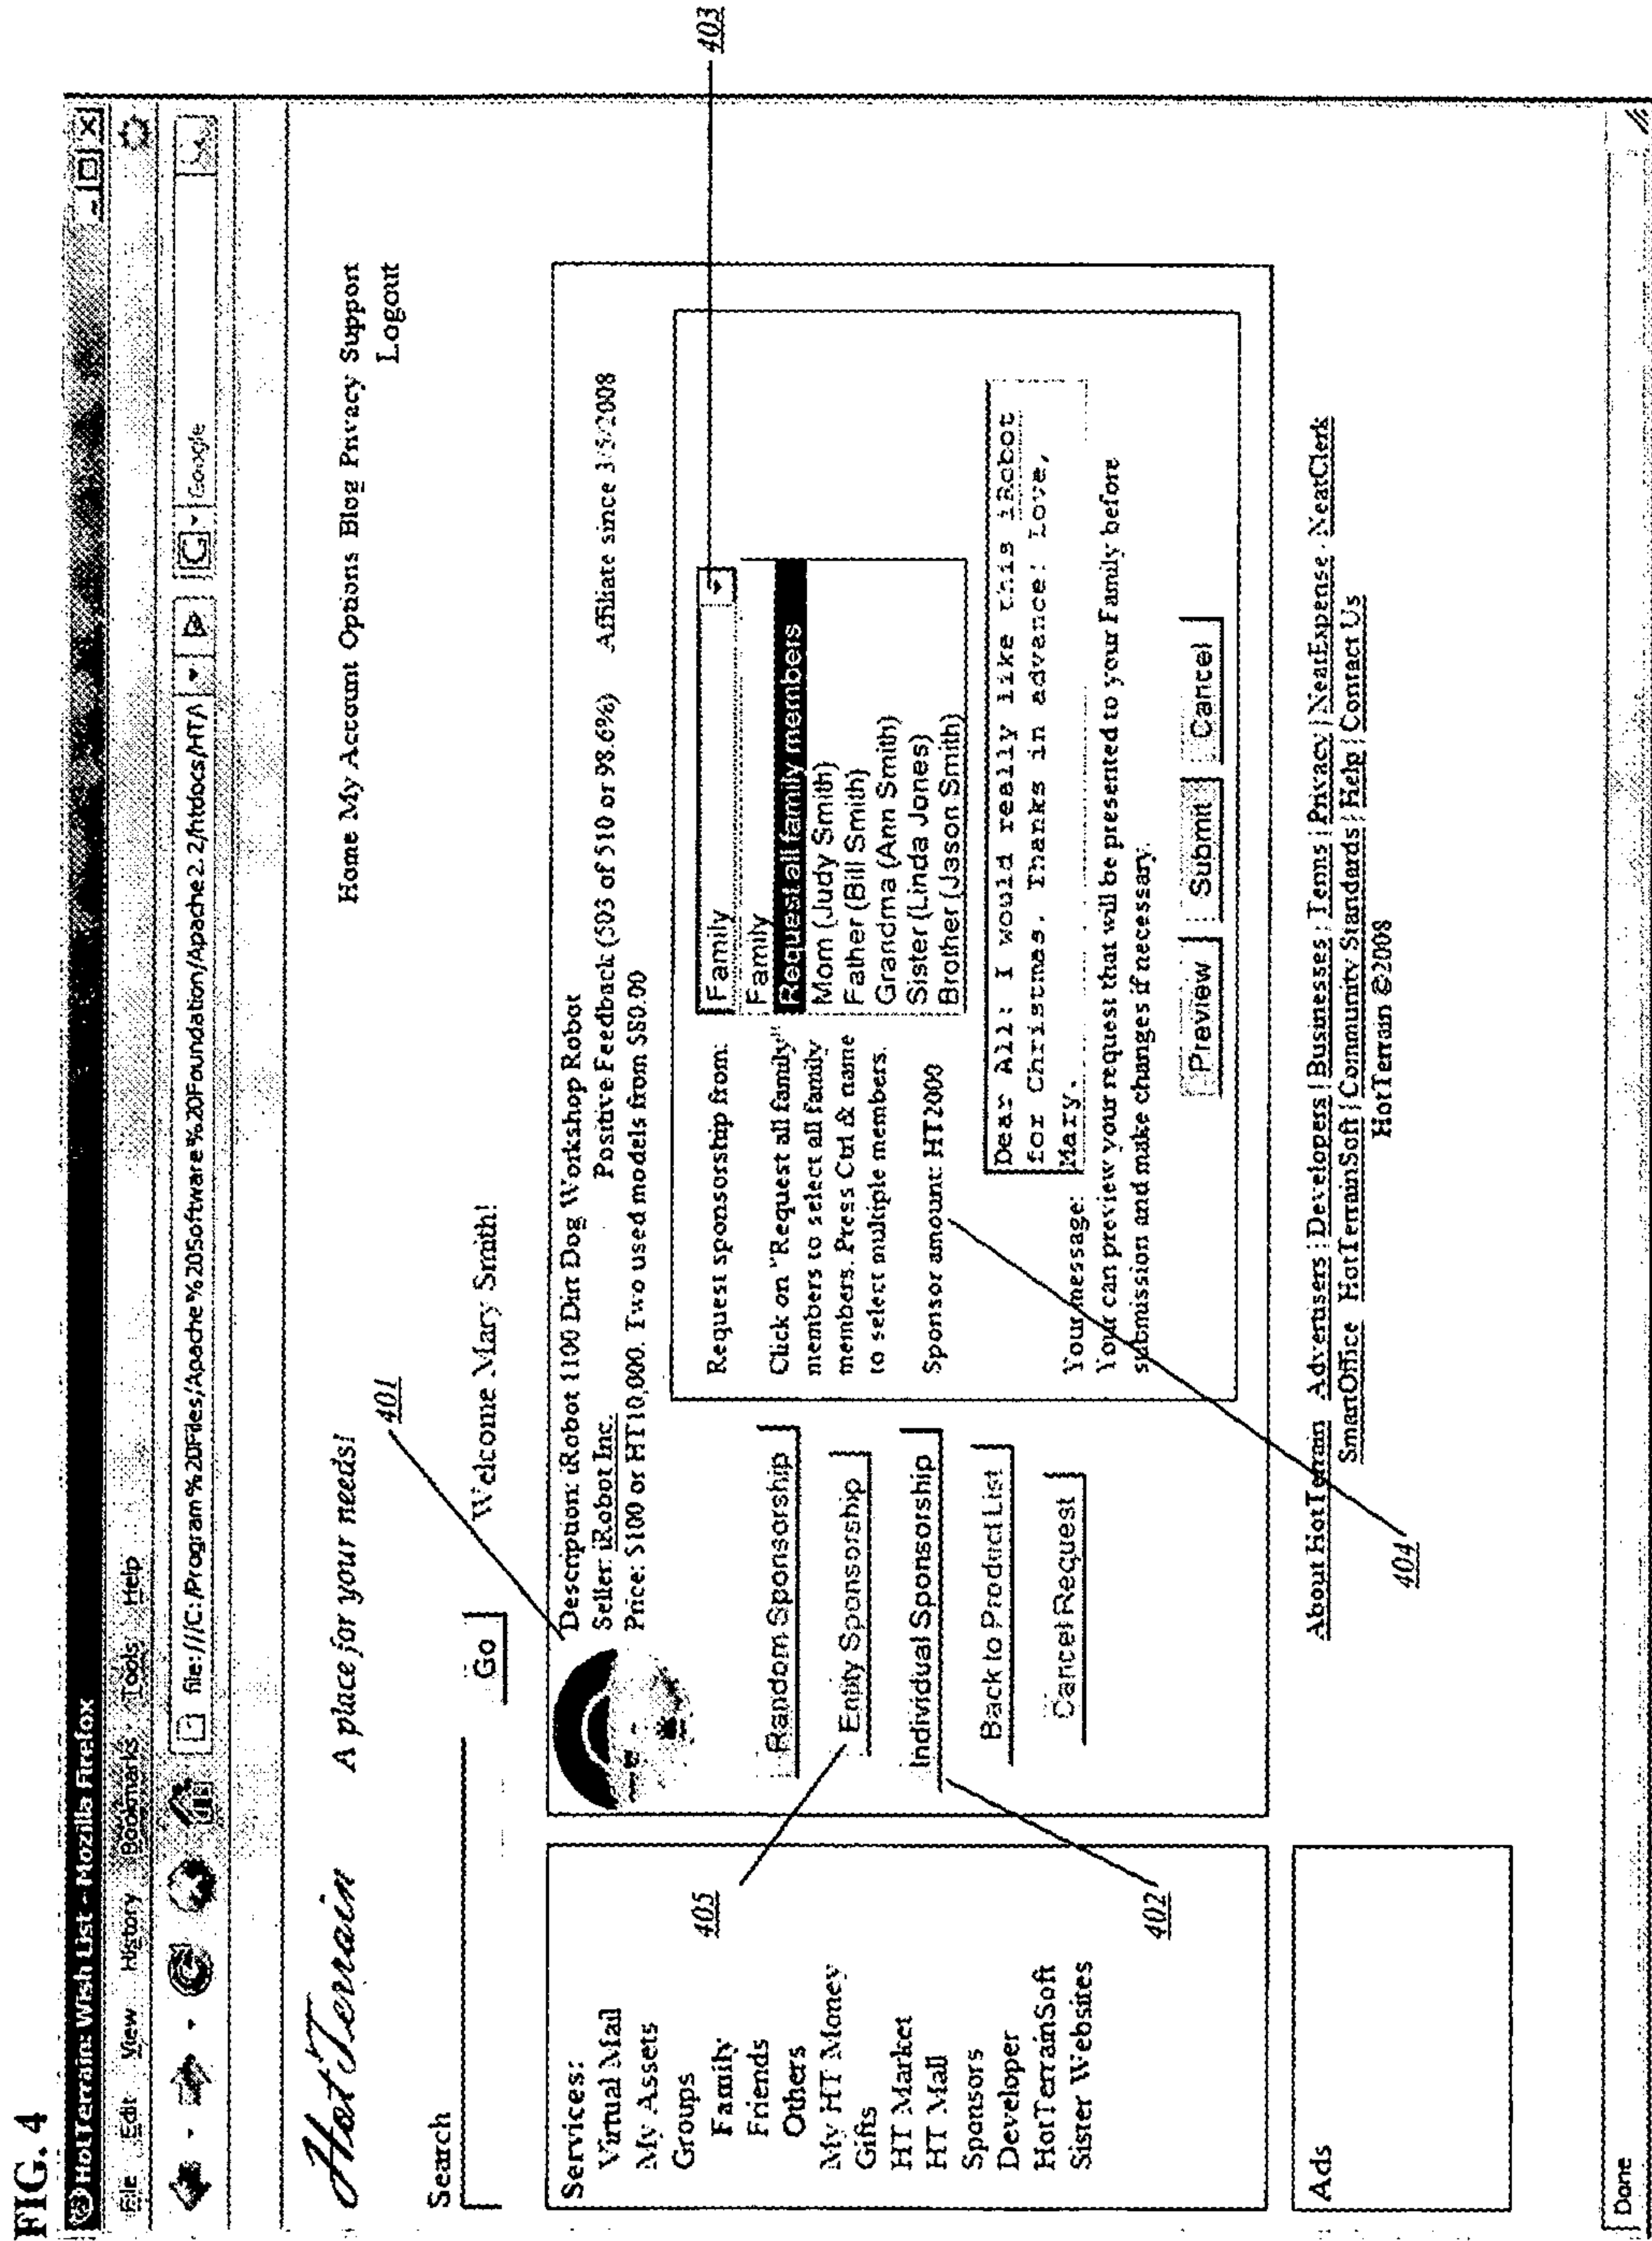 FIG. 4
HotTerrain: Wish List - Mozilla Firefox
File Edit View History Bookmarks Tools Help
file:///C:/Program%20Files/Apache%20Software%20Foundation/Apache2.2/htdocs/HTA
G Google
HotTerrain A place for your needs!
Home My Account Options Blog Privacy Support
Logout
401
Search
Go
Welcome Mary Smith!
Services:
Virtual Mail
My Assets
Groups
Family
Friends
Others
My HT Money
Gifts
HT Market
HT Mall
Sponsors
Developer
HotTerrainSoft
Sister Websites
Description: iRobot 1100 Dirt Dog Workshop Robot
Seller: iRobot Inc. Positive Feedback (503 of 510 or 98.6%) Affiliate since 3/5/2008
Price: $100 or HT10,000. Two used models from $80.00
405
402
Random Sponsorship
Entity Sponsorship
Individual Sponsorship
Back to Product List
Cancel Request
403
Request sponsorship from:
Family
Family
Request all family members
Mom (Judy Smith)
Father (Bill Smith)
Grandma (Ann Smith)
Sister (Linda Jones)
Brother (Jason Smith)
Click on "Request all family"
members to select all family
members. Press Ctrl & name
to select multiple members.
Sponsor amount: HT2000
Your message:
Dear All: I would really like this iRobot
for Christmas. Thanks in advance! Love,
Mary.
Your can preview your request that will be presented to your Family before
submission and make changes if necessary.
Preview Submit Cancel
Ads
About HotTerrain Advertisers | Developers | Businesses | Terms | Privacy | NearExpense · NeatClerk
SmartOffice HotTerrainSoft | Community Standards | Help | Contact Us
HotTerrain ©2008
404
Done